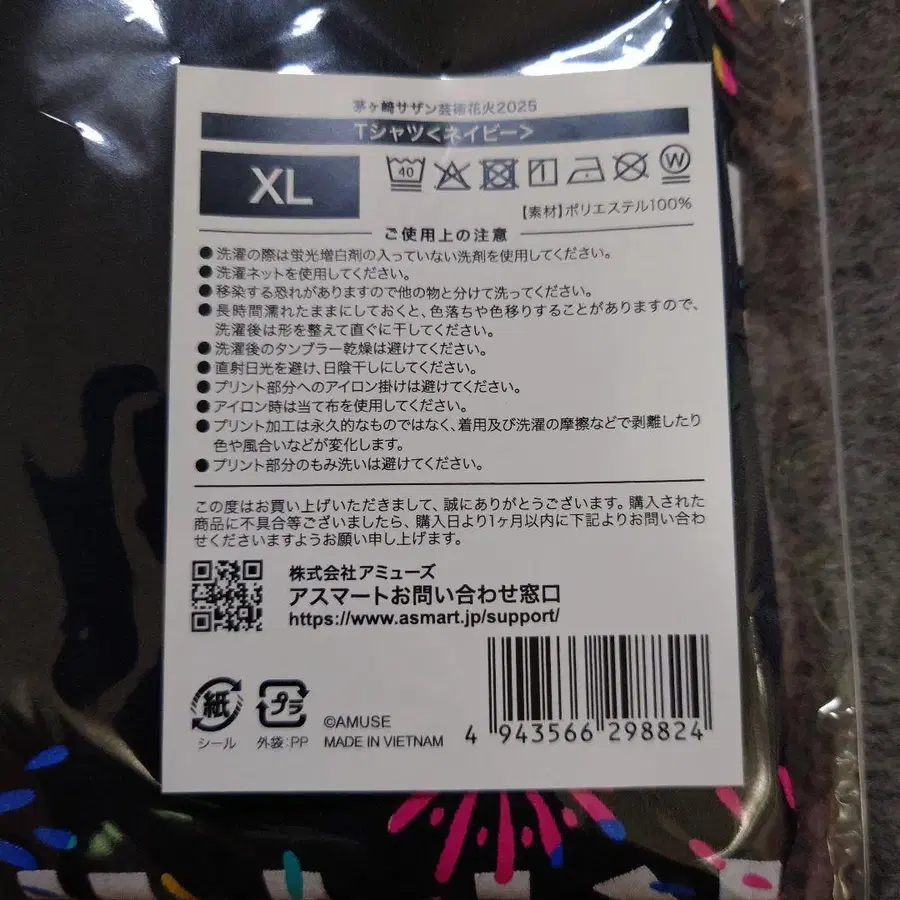 茅ヶ崎サザン芸術花火2025
Tシャツ<ネイビー>
XL
40
W
【素材】ポリエステル100%
ご使用上の注意
●洗濯の際は蛍光増白剤の入っていない洗剤を使用してください。
●洗濯ネットを使用してください。
●移染する恐れがありますので他の物と分けて洗ってください。
●長時間濡れたままにしておくと、色落ちや色移りすることがありますので、
洗濯後は形を整えて直ぐに干してください。
●洗濯後のタンブラー乾燥は避けてください。
●直射日光を避け、日陰干しにしてください。
●プリント部分へのアイロン掛けは避けてください。
●アイロン時は当て布を使用してください。
●プリント加工は永久的なものではなく、着用及び洗濯の摩擦などで剥離したり
色や風合いなどが変化します。
●プリント部分のもみ洗いは避けてください。
この度はお買い上げいただきまして、誠にありがとうございます。購入された
商品に不具合等ございましたら、購入日より1ヶ月以内に下記よりお問い合わ
せくださいますようお願い申し上げます。
株式会社アミューズ
アスマートお問い合わせ窓口
https://www.asmart.jp/support/
紙
シール
プラ
外袋:PP
©AMUSE
MADE IN VIETNAM
4 943566 298824